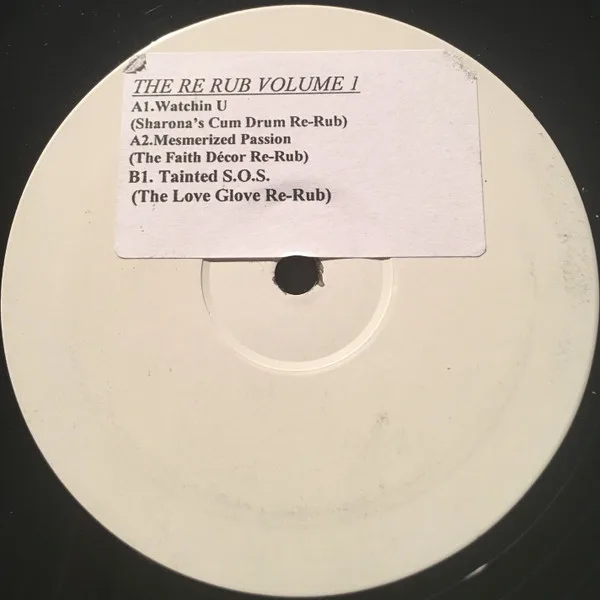 THE RE RUB VOLUME 1
A1.Watchin U
(Sharona's Cum Drum Re-Rub)
A2.Mesmerized Passion
(The Faith Décor Re-Rub)
B1. Tainted S.O.S.
(The Love Glove Re-Rub)